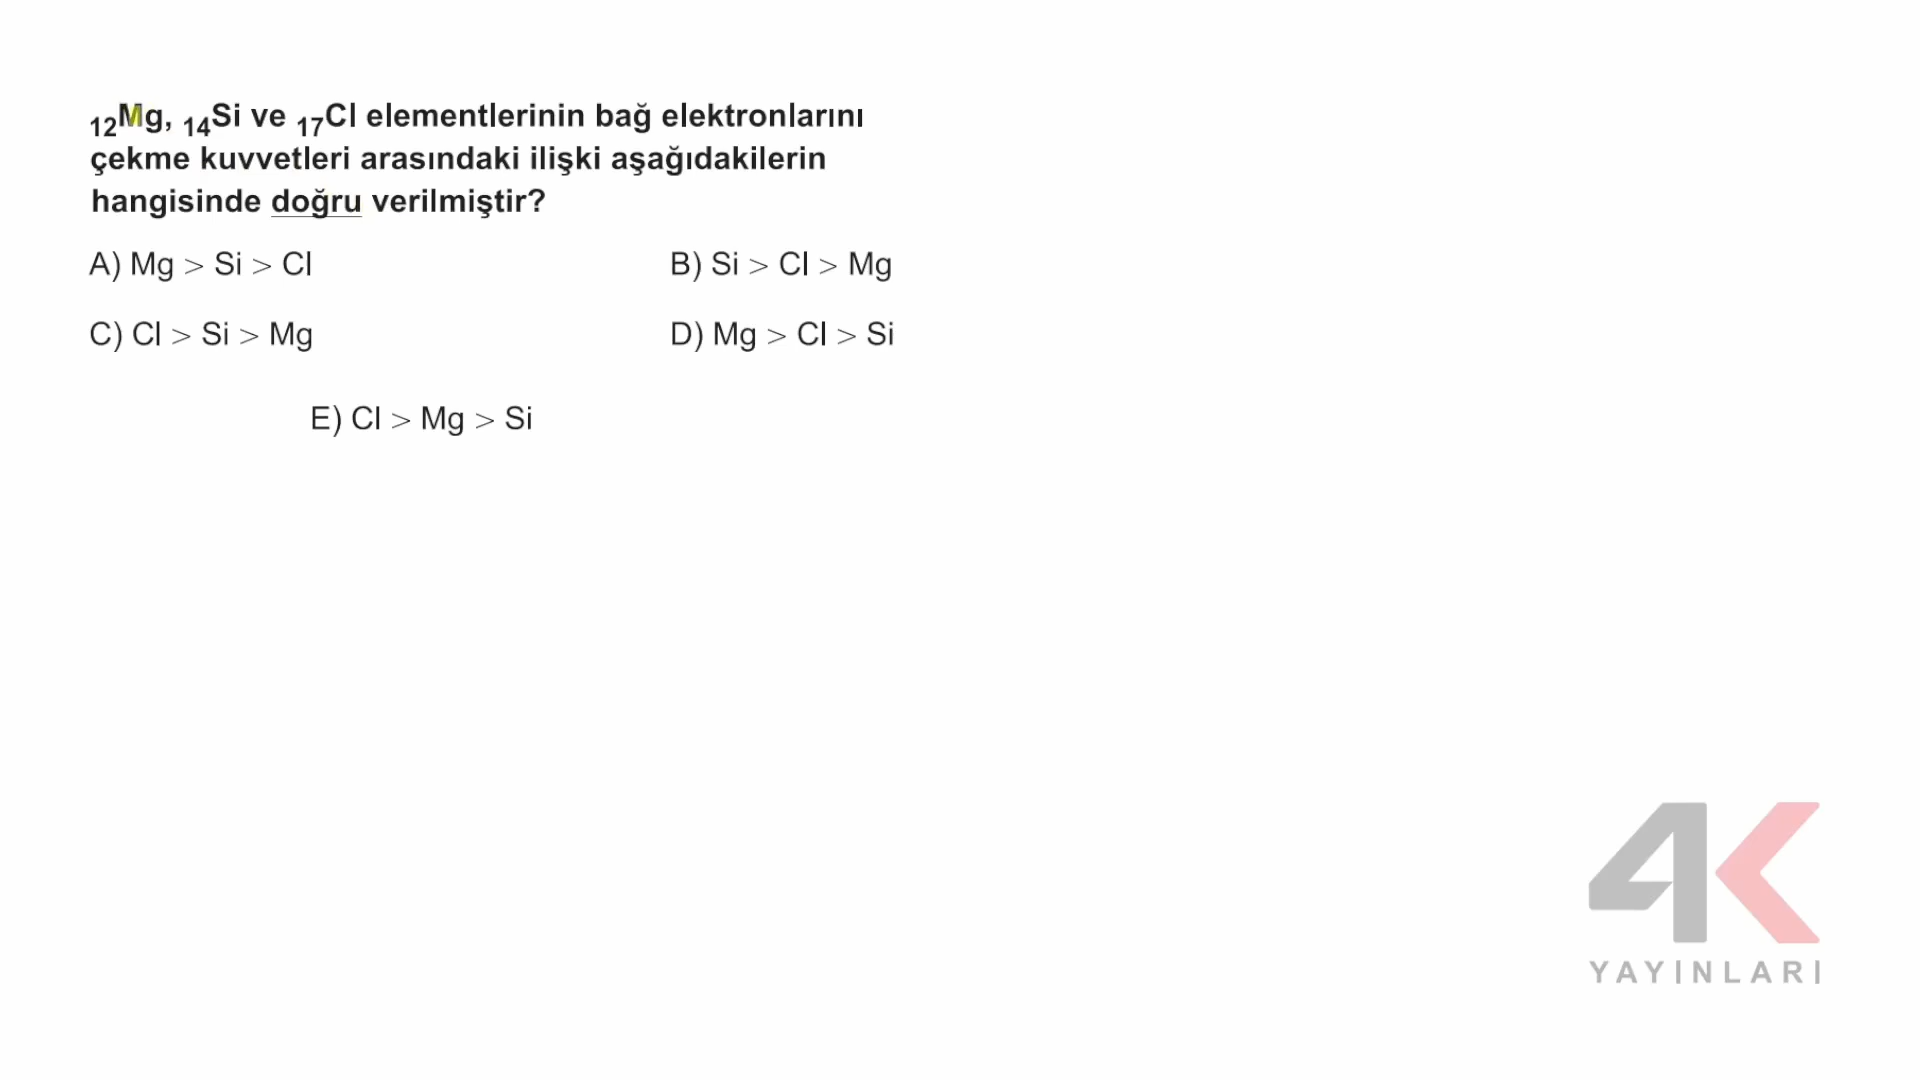 ₁₂Mg, ₁₄Si ve ₁₇Cl elementlerinin bağ elektronlarını
çekme kuvvetleri arasındaki ilişki aşağıdakilerin
hangisinde doğru verilmiştir?
A) Mg > Si > Cl
B) Si > Cl > Mg
C) Cl > Si > Mg
D) Mg > Cl > Si
E) Cl > Mg > Si
4K
YAYINLARI